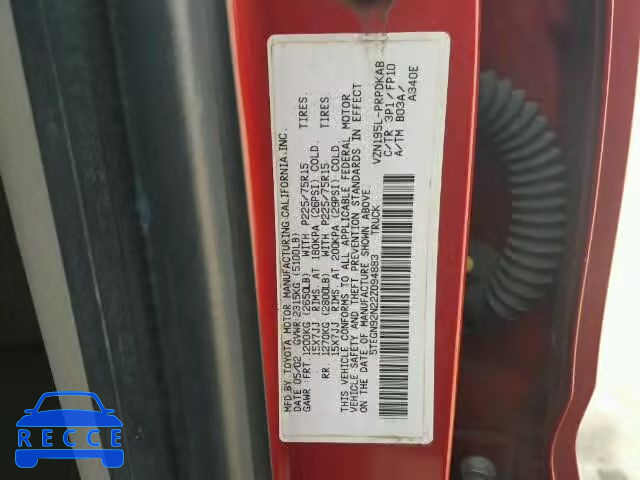 MFD.BY TOYOTA MOTOR MANUFACTURING CALIFORNIA.INC.
DATE 05/02 GVWR 2315KG (5100LB)
GAWR : FRT 1200KG (2650LB) WITH P225/75R15 TIRES
15X7JJ RIMS. AT 180KPA (26PSI) COLD.
RR 1270KG (2800LB) WITH P225/75R15 TIRES
15X7JJ RIMS. AT 200KPA (29PSI) COLD.
THIS VEHICLE CONFORMS TO ALL APPLICABLE FEDERAL MOTOR
VEHICLE SAFETY AND THEFT PREVENTION STANDARDS IN EFFECT
ON THE DATE OF MANUFACTURE SHOWN ABOVE.
5TEGN92N22Z094883 TRUCK
VZN195L-PRPDKAB
C/TR 3P1/FP10
A/TM B03A/
A340E
RECCE